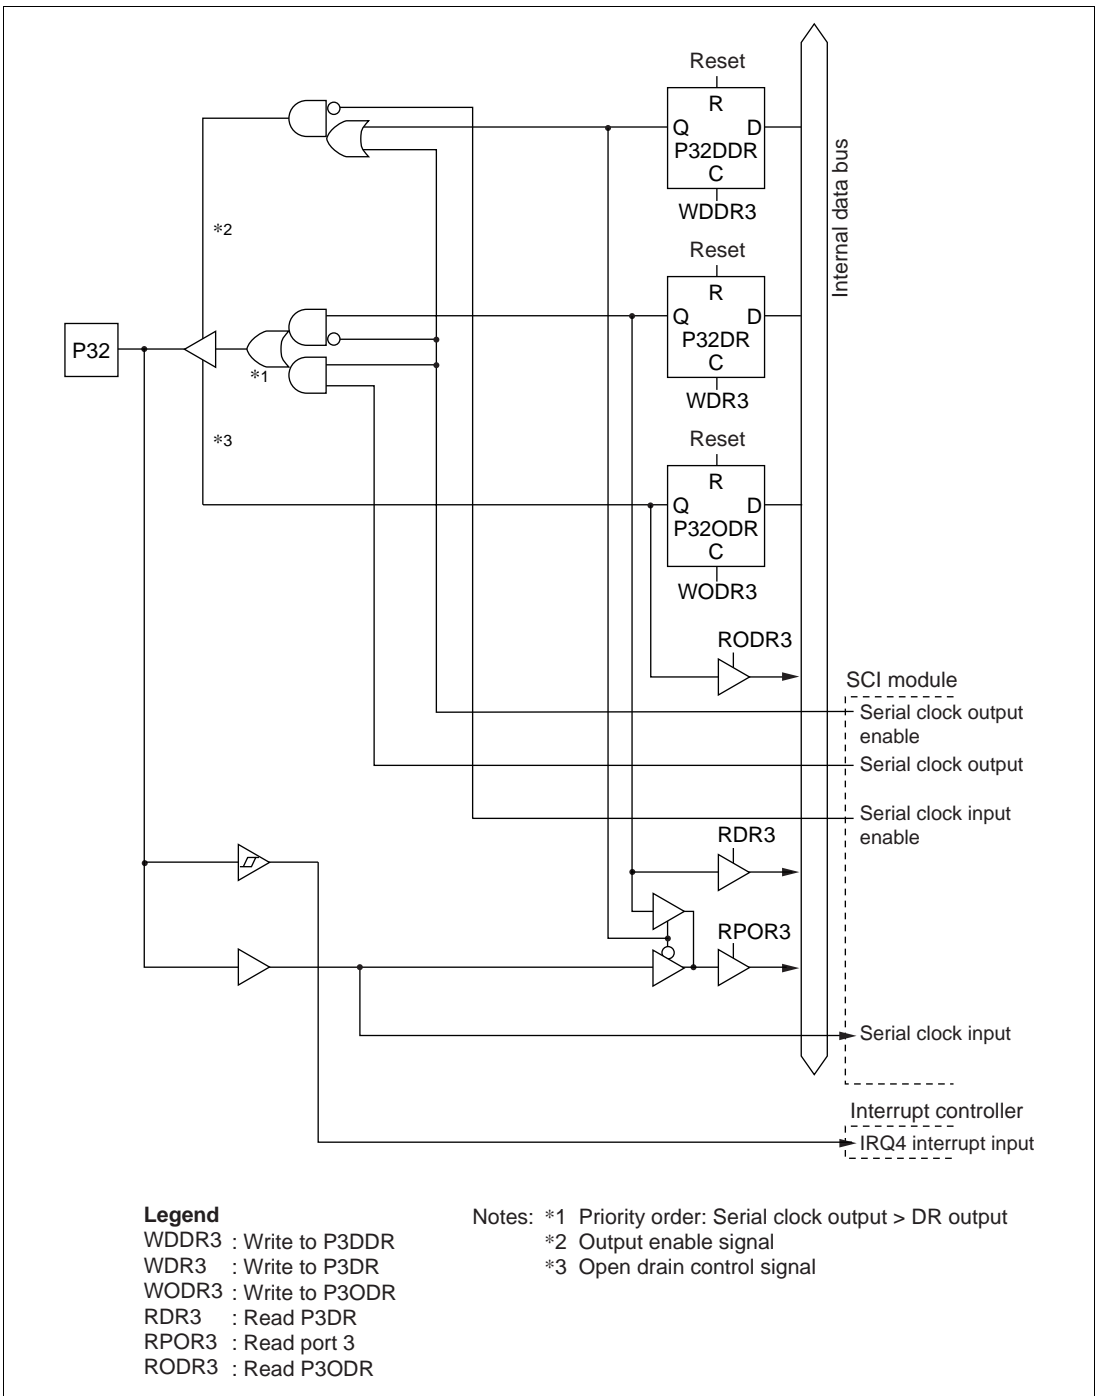 Reset
R
Q D
P32DDR
C
WDDR3
Internal data bus
*2
Reset
R
Q D
P32DR
C
WDR3
P32
*1
*3
Reset
R
Q D
P32ODR
C
WODR3
RODR3
SCI module
Serial clock output
enable
Serial clock output
Serial clock input
enable
RDR3
RPOR3
Serial clock input
Interrupt controller
IRQ4 interrupt input
Legend
WDDR3 : Write to P3DDR
WDR3 : Write to P3DR
WODR3 : Write to P3ODR
RDR3 : Read P3DR
RPOR3 : Read port 3
RODR3 : Read P3ODR
Notes: *1 Priority order: Serial clock output > DR output
*2 Output enable signal
*3 Open drain control signal